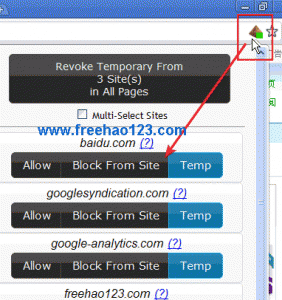 Revoke Temporary From
3 Site(s)
in All Pages
Multi-Select Sites
www.freehao123.com
baidu.com (?)
Allow Block From Site Temp
googlesyndication.com (?)
Allow Block From Site Temp
google-analytics.com (?)
Allow Block From Site Temp
freehao123.com (?)